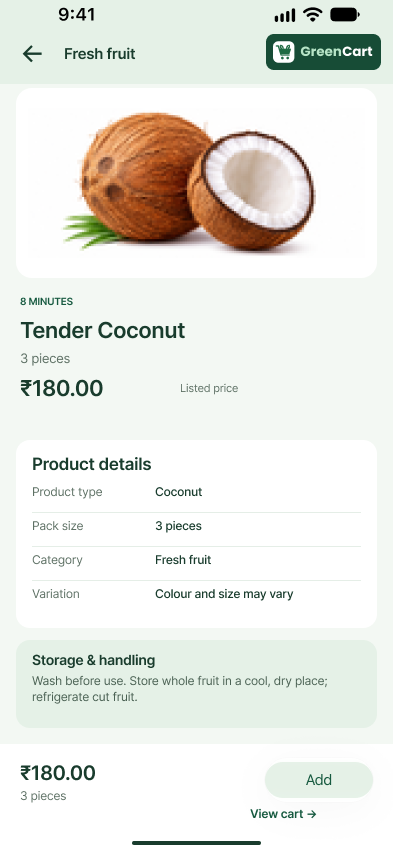 9:41
Fresh fruit
GreenCart
8 MINUTES
Tender Coconut
3 pieces
₹180.00 Listed price
Product details
Product type Coconut
Pack size 3 pieces
Category Fresh fruit
Variation Colour and size may vary
Storage & handling
Wash before use. Store whole fruit in a cool, dry place;
refrigerate cut fruit.
₹180.00
3 pieces
Add
View cart →